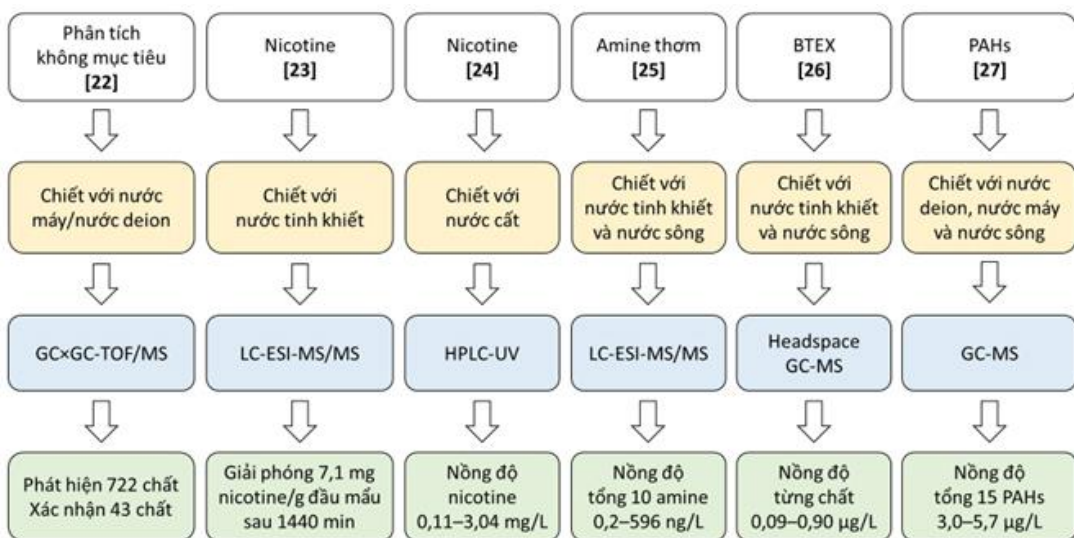 Phân tích
không mục tiêu
[22]
Nicotine
[23]
Nicotine
[24]
Amine thơm
[25]
BTEX
[26]
PAHs
[27]
Chiết với nước
máy/nước deion
Chiết với
nước tinh khiết
Chiết với
nước cất
Chiết với
nước tinh khiết
và nước sông
Chiết với
nước tinh khiết
và nước sông
Chiết với nước
deion, nước máy
và nước sông
GC×GC-TOF/MS
LC-ESI-MS/MS
HPLC-UV
LC-ESI-MS/MS
Headspace
GC-MS
GC-MS
Phát hiện 722 chất
Xác nhận 43 chất
Giải phóng 7,1 mg
nicotine/g đầu mẩu
sau 1440 min
Nồng độ
nicotine
0,11–3,04 mg/L
Nồng độ
tổng 10 amine
0,2–596 ng/L
Nồng độ
từng chất
0,09–0,90 µg/L
Nồng độ
tổng 15 PAHs
3,0–5,7 µg/L